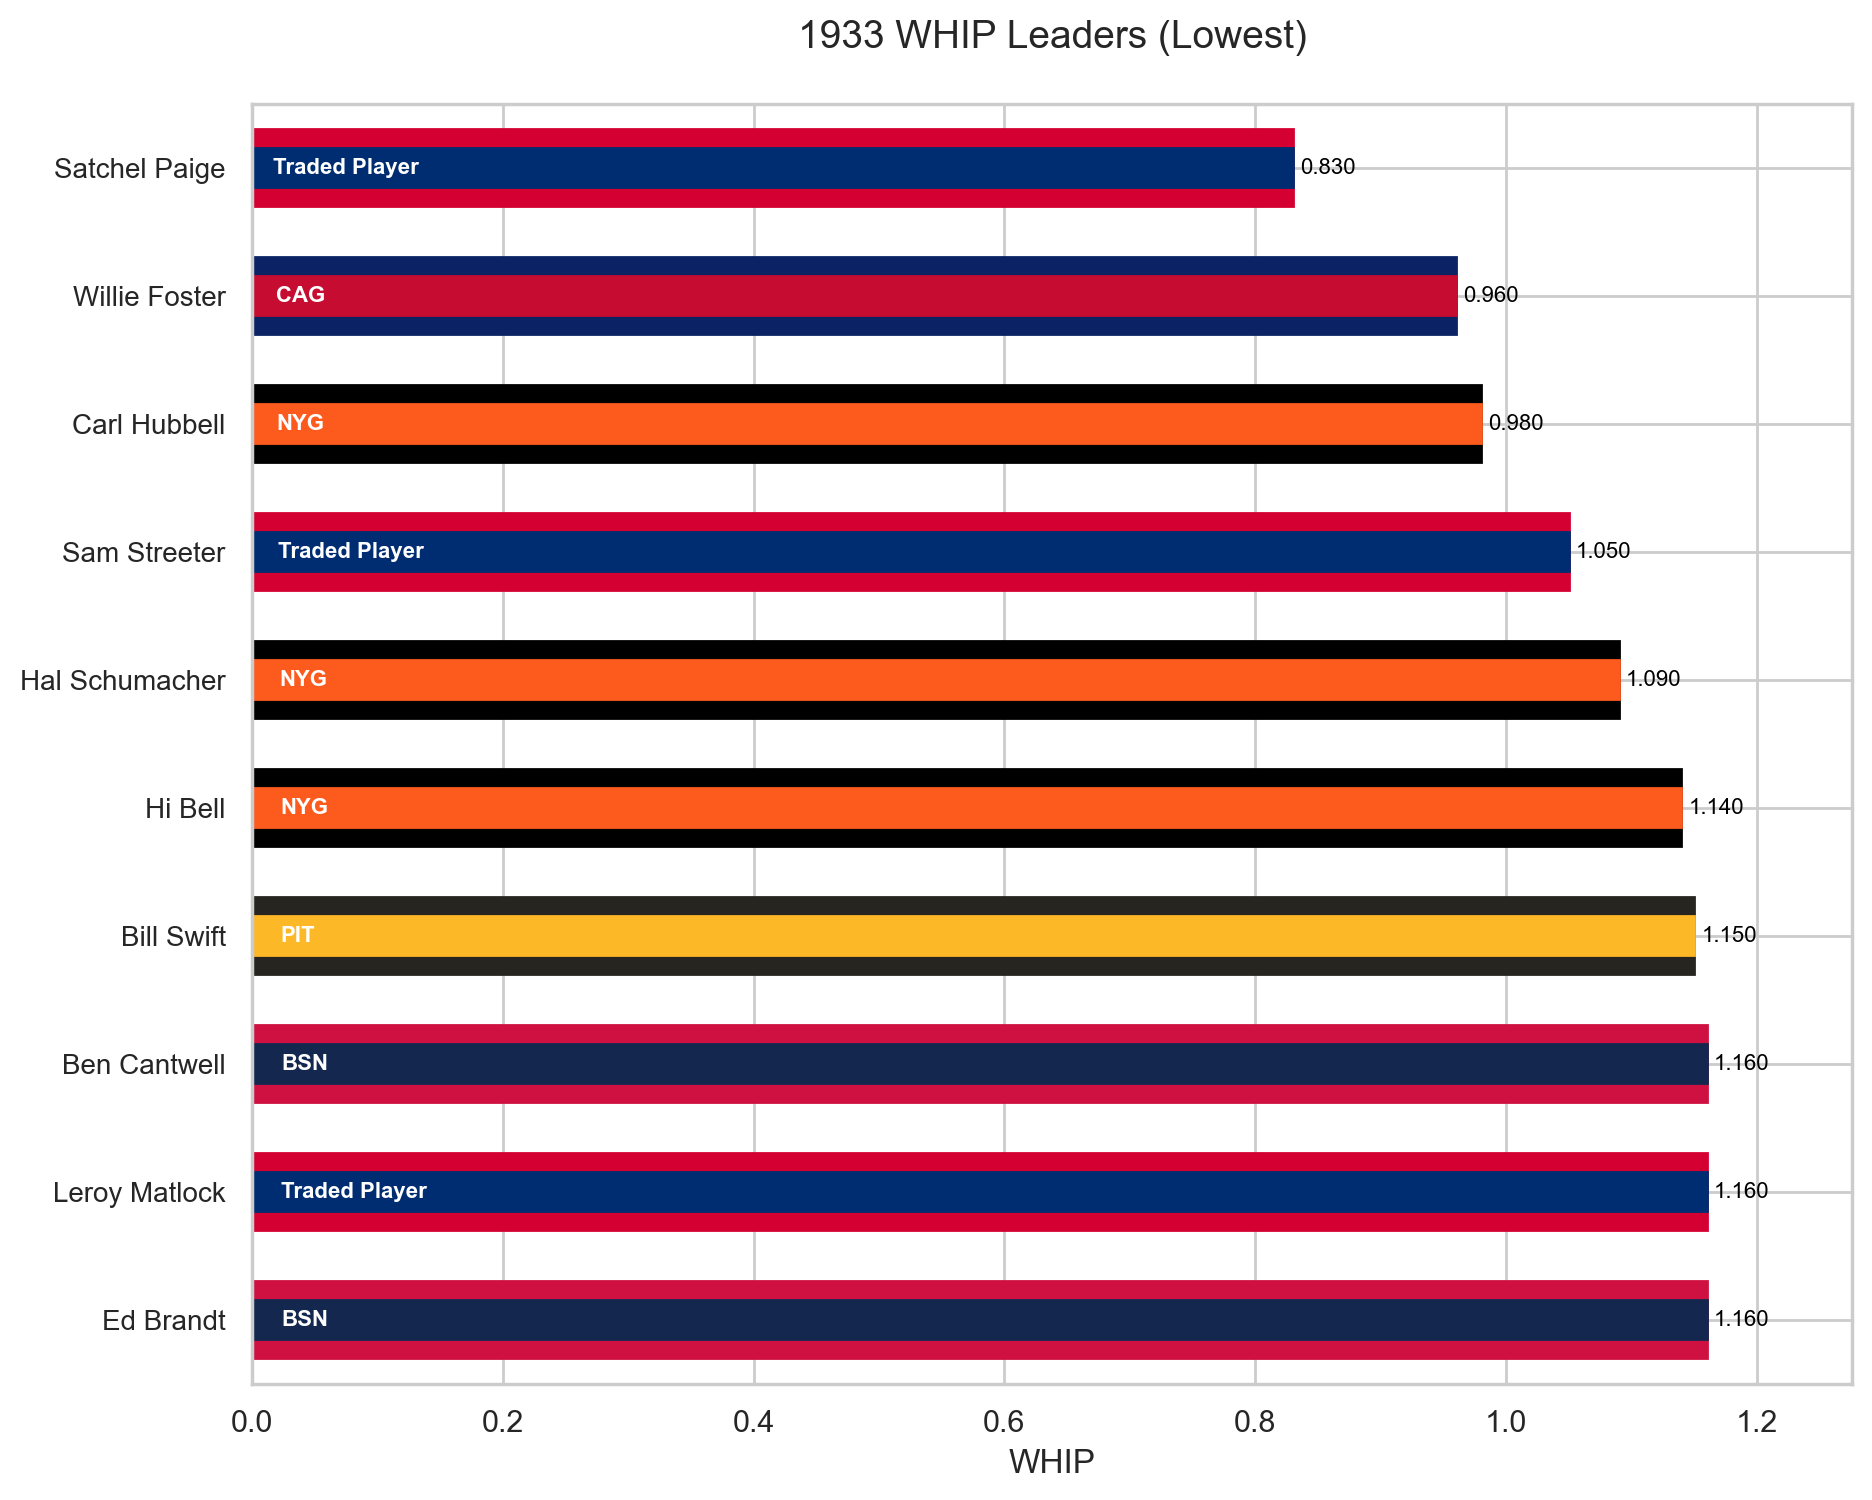 1933 WHIP Leaders (Lowest)
Satchel Paige Traded Player 0.830
Willie Foster CAG 0.960
Carl Hubbell NYG 0.980
Sam Streeter Traded Player 1.050
Hal Schumacher NYG 1.090
Hi Bell NYG 1.140
Bill Swift PIT 1.150
Ben Cantwell BSN 1.160
Leroy Matlock Traded Player 1.160
Ed Brandt BSN 1.160
0.0 0.2 0.4 0.6 0.8 1.0 1.2
WHIP